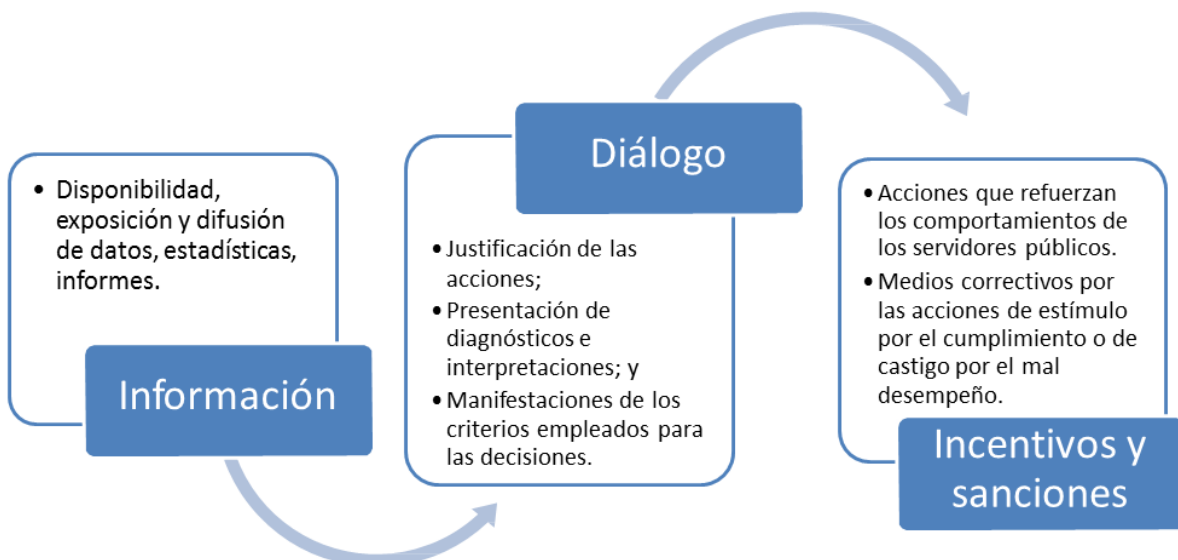 • Disponibilidad,
exposición y difusión
de datos, estadísticas,
informes.
Información
Diálogo
• Justificación de las
acciones;
• Presentación de
diagnósticos e
interpretaciones; y
• Manifestaciones de los
criterios empleados para
las decisiones.
• Acciones que refuerzan
los comportamientos de
los servidores públicos.
• Medios correctivos por
las acciones de estímulo
por el cumplimiento o de
castigo por el mal
desempeño.
Incentivos y
sanciones